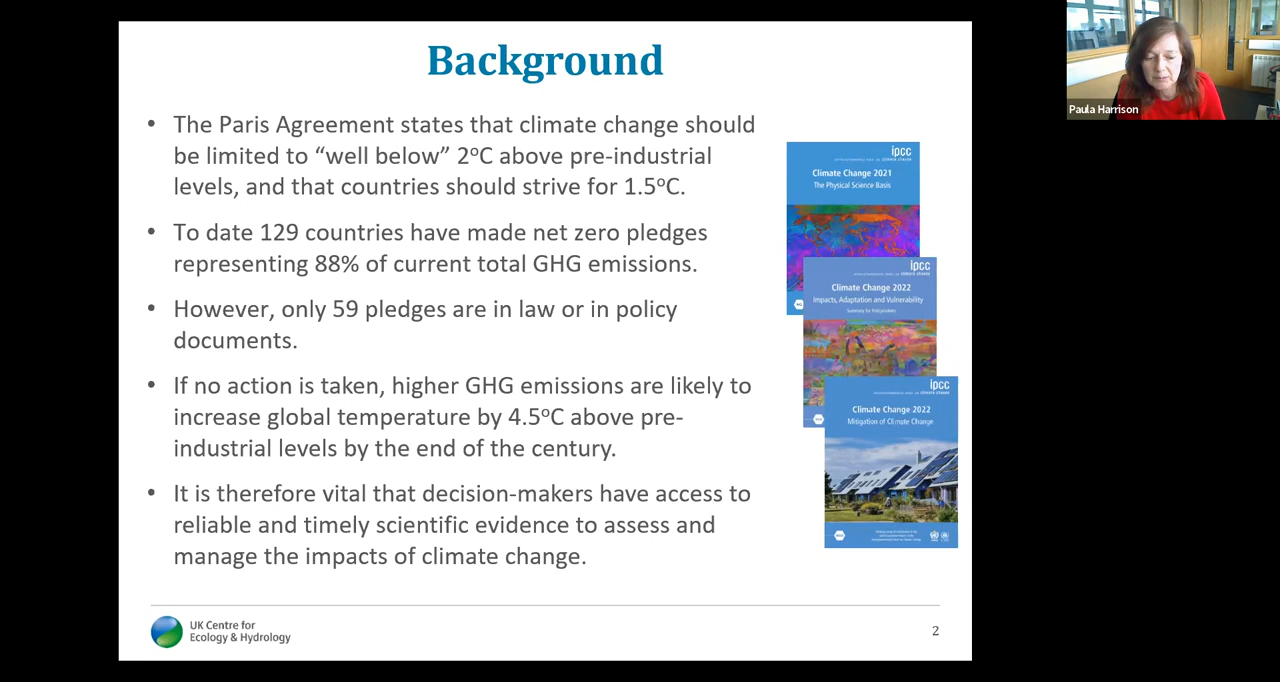 Background
• The Paris Agreement states that climate change should
be limited to “well below” 2ºC above pre-industrial
levels, and that countries should strive for 1.5ºC.
• To date 129 countries have made net zero pledges
representing 88% of current total GHG emissions.
• However, only 59 pledges are in law or in policy
documents.
• If no action is taken, higher GHG emissions are likely to
increase global temperature by 4.5ºC above pre-
industrial levels by the end of the century.
• It is therefore vital that decision-makers have access to
reliable and timely scientific evidence to assess and
manage the impacts of climate change.
ipcc
climate change
Climate Change 2021
The Physical Science Basis
ipcc
climate change
Climate Change 2022
Impacts, Adaptation and Vulnerability
Summary for Policymakers
ipcc
climate change
Climate Change 2022
Mitigation of Climate Change
UK Centre for
Ecology & Hydrology
2
Paula Harrison